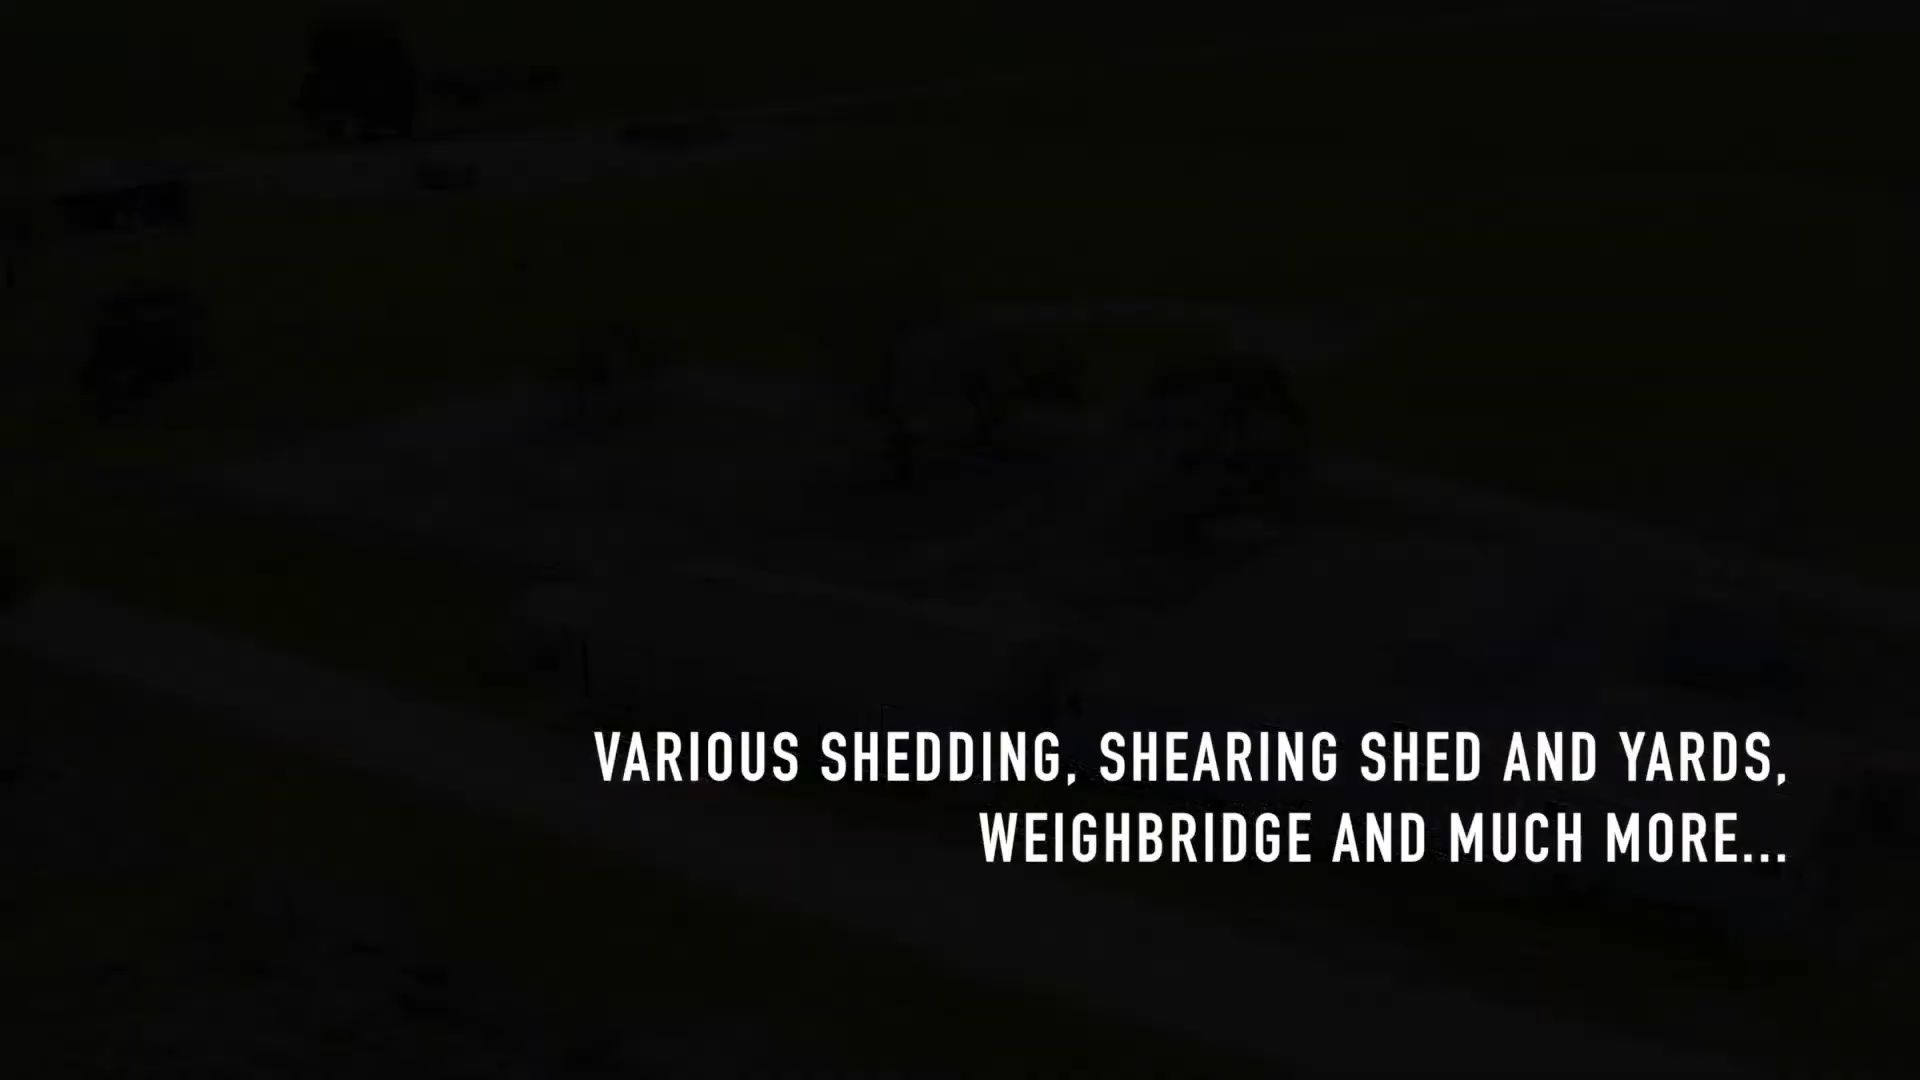 VARIOUS SHEDDING, SHEARING SHED AND YARDS,
WEIGHBRIDGE AND MUCH MORE...